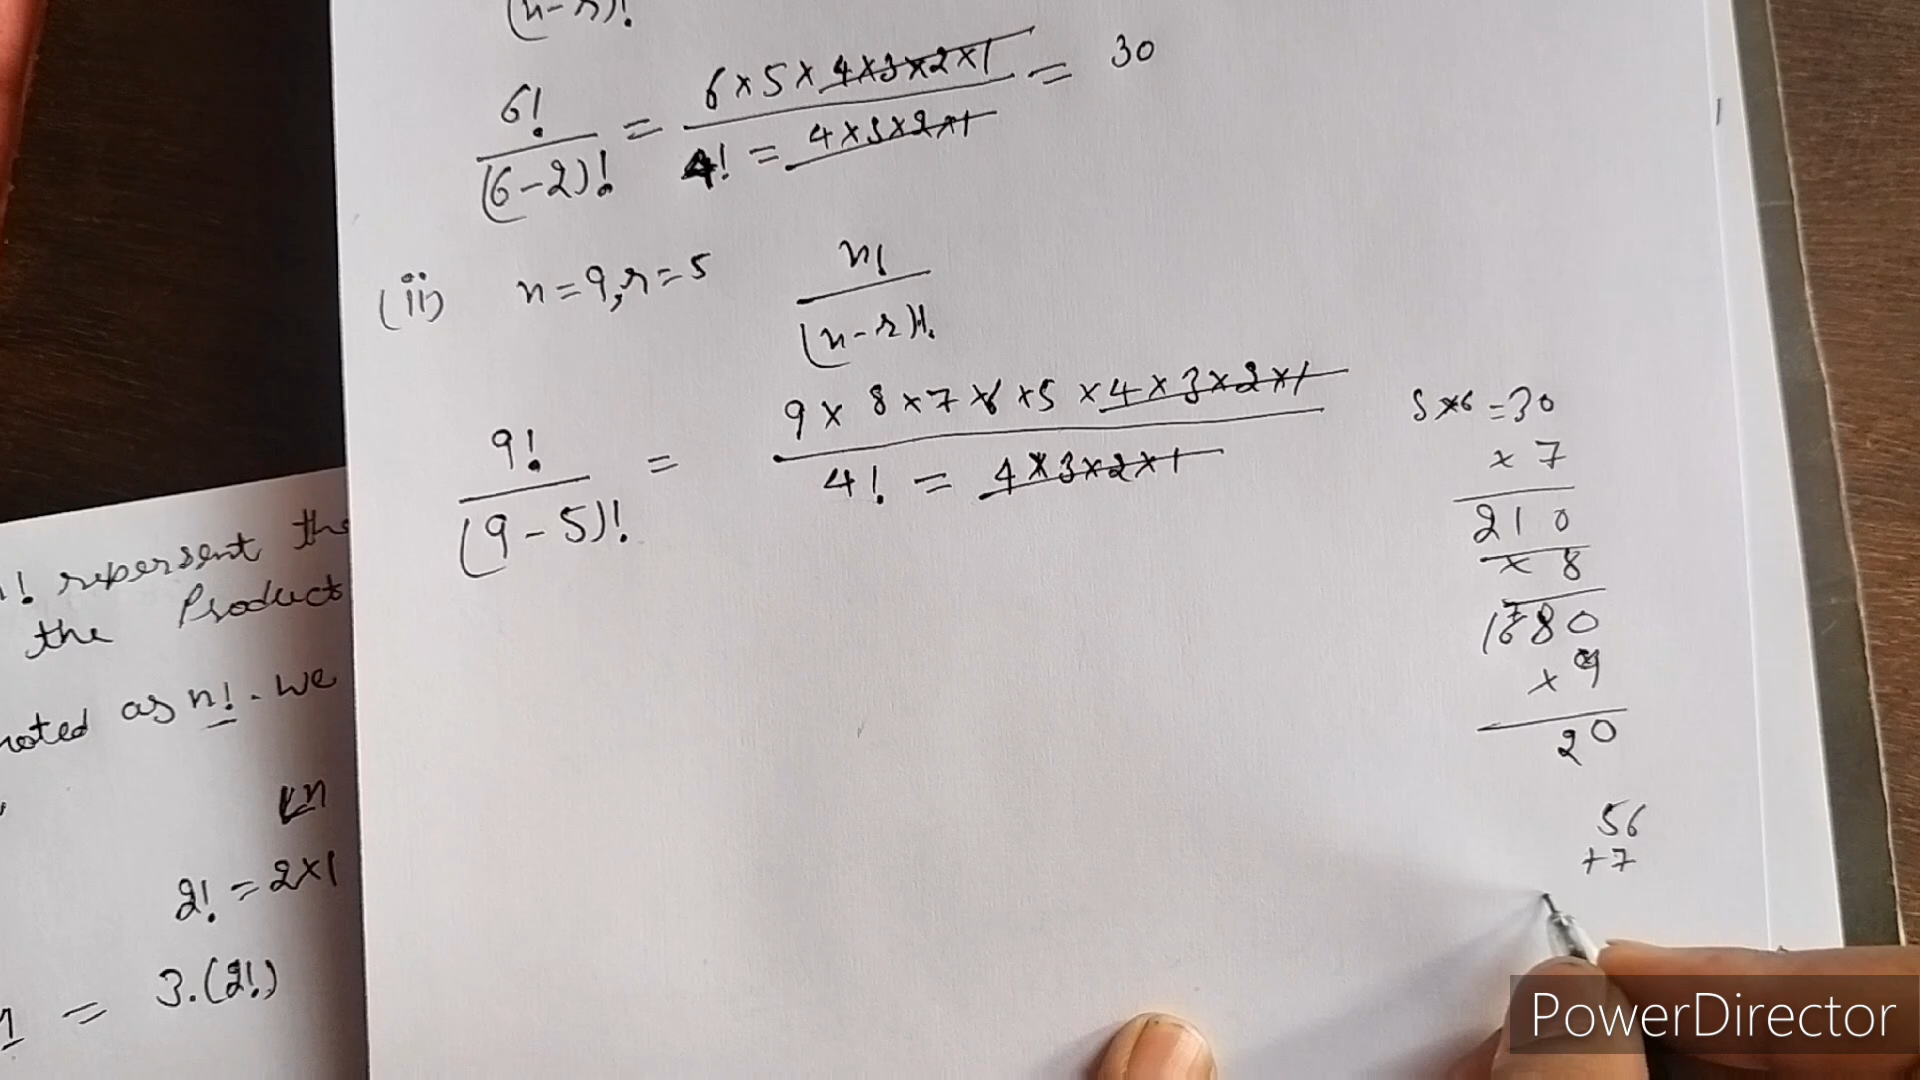 (n-r)!
6!/(6-2)! = 6×5×4×3×2×1/4! = 4×3×2×1 = 30
(ii) n=9, r=5 n!/(n-r)!
9!/(9-5)! = 9×8×7×6×5×4×3×2×1/4! = 4×3×2×1
5×6=30
×7
210
×8
1680
×9
20
56
+7
! repersent the
the Product
noted as n!. we
Ln
2! = 2×1
= 3.(2!)
PowerDirector